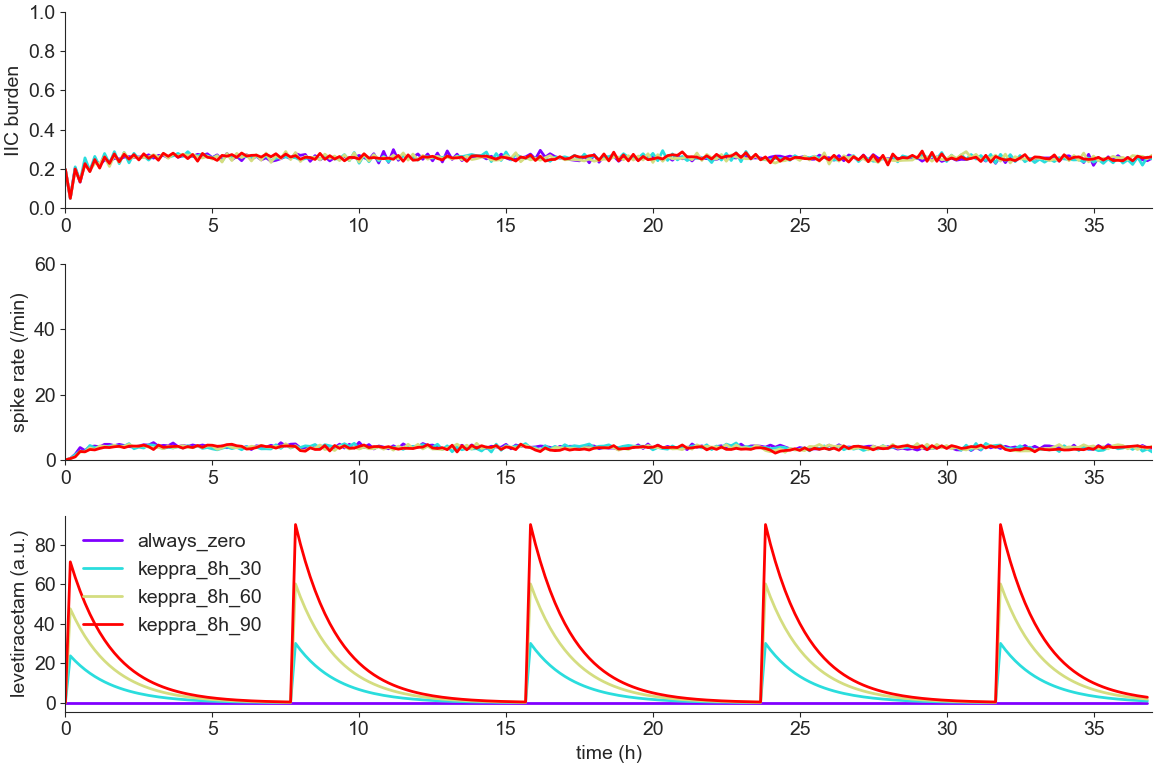 IIC burden
1.0
0.8
0.6
0.4
0.2
0.0
0 5 10 15 20 25 30 35
spike rate (/min)
60
40
20
0
0 5 10 15 20 25 30 35
levetiracetam (a.u.)
80
60
40
20
0
always_zero
keppra_8h_30
keppra_8h_60
keppra_8h_90
0 5 10 15 20 25 30 35
time (h)